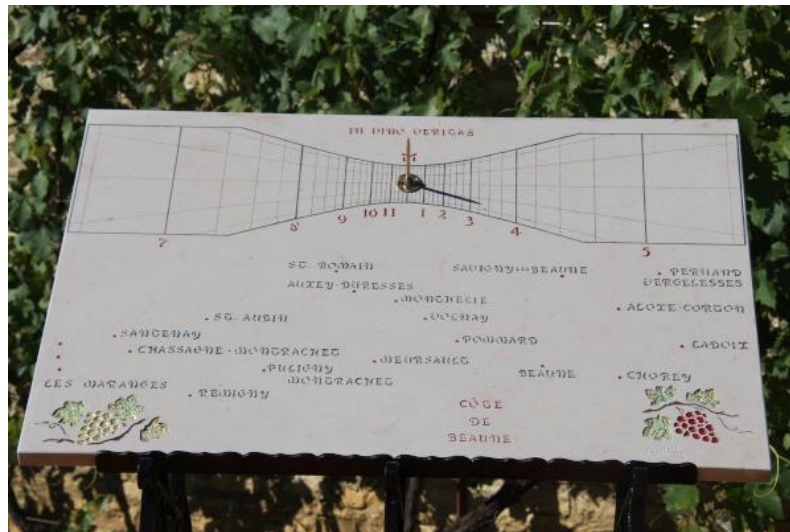 IN VINO VERITAS
M
7 8 9 10 11 1 2 3 4 5
ST. ROMAIN
SAVIGNY LES BEAUNE
PERNAND
VERGELESSES
AUXEY-DURESSES
MONTHELIE
ALOXE-CORTON
ST. AUBIN
VOLNAY
SANTENAY
POMMARD
LADOIX
CHASSAGNE-MONTRACHET
MEURSAULT
PULIGNY
MONTRACHET
BEAUNE
CHOREY
LES MARANGES
REMIGNY
CÔTE
DE
BEAUNE